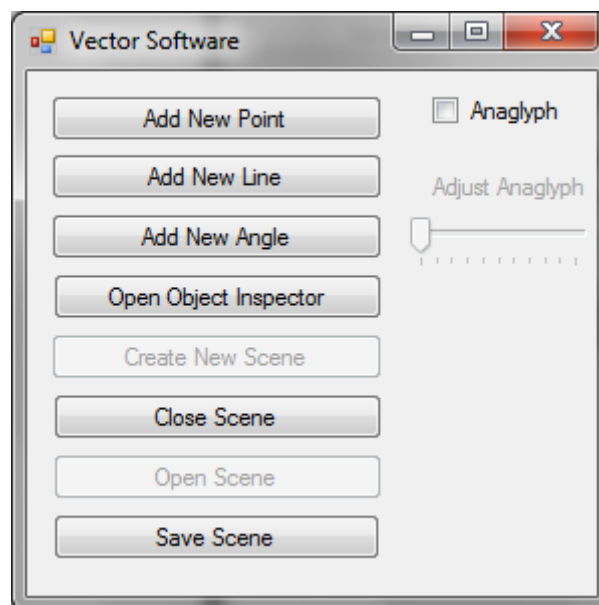 Vector Software
Add New Point
Anaglyph
Add New Line
Adjust Anaglyph
Add New Angle
Open Object Inspector
Create New Scene
Close Scene
Open Scene
Save Scene